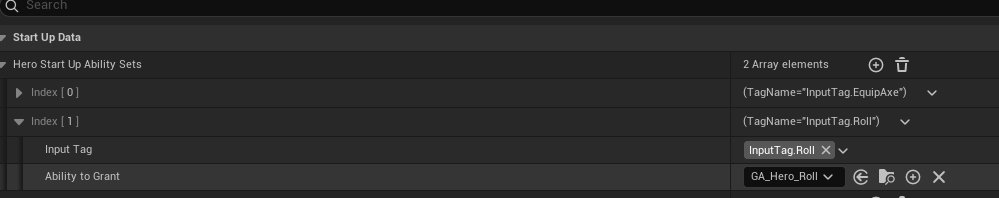 Search
Start Up Data
Hero Start Up Ability Sets 2 Array elements
Index [ 0 ] (TagName="InputTag.EquipAxe")
Index [ 1 ] (TagName="InputTag.Roll")
Input Tag InputTag.Roll
Ability to Grant GA_Hero_Roll